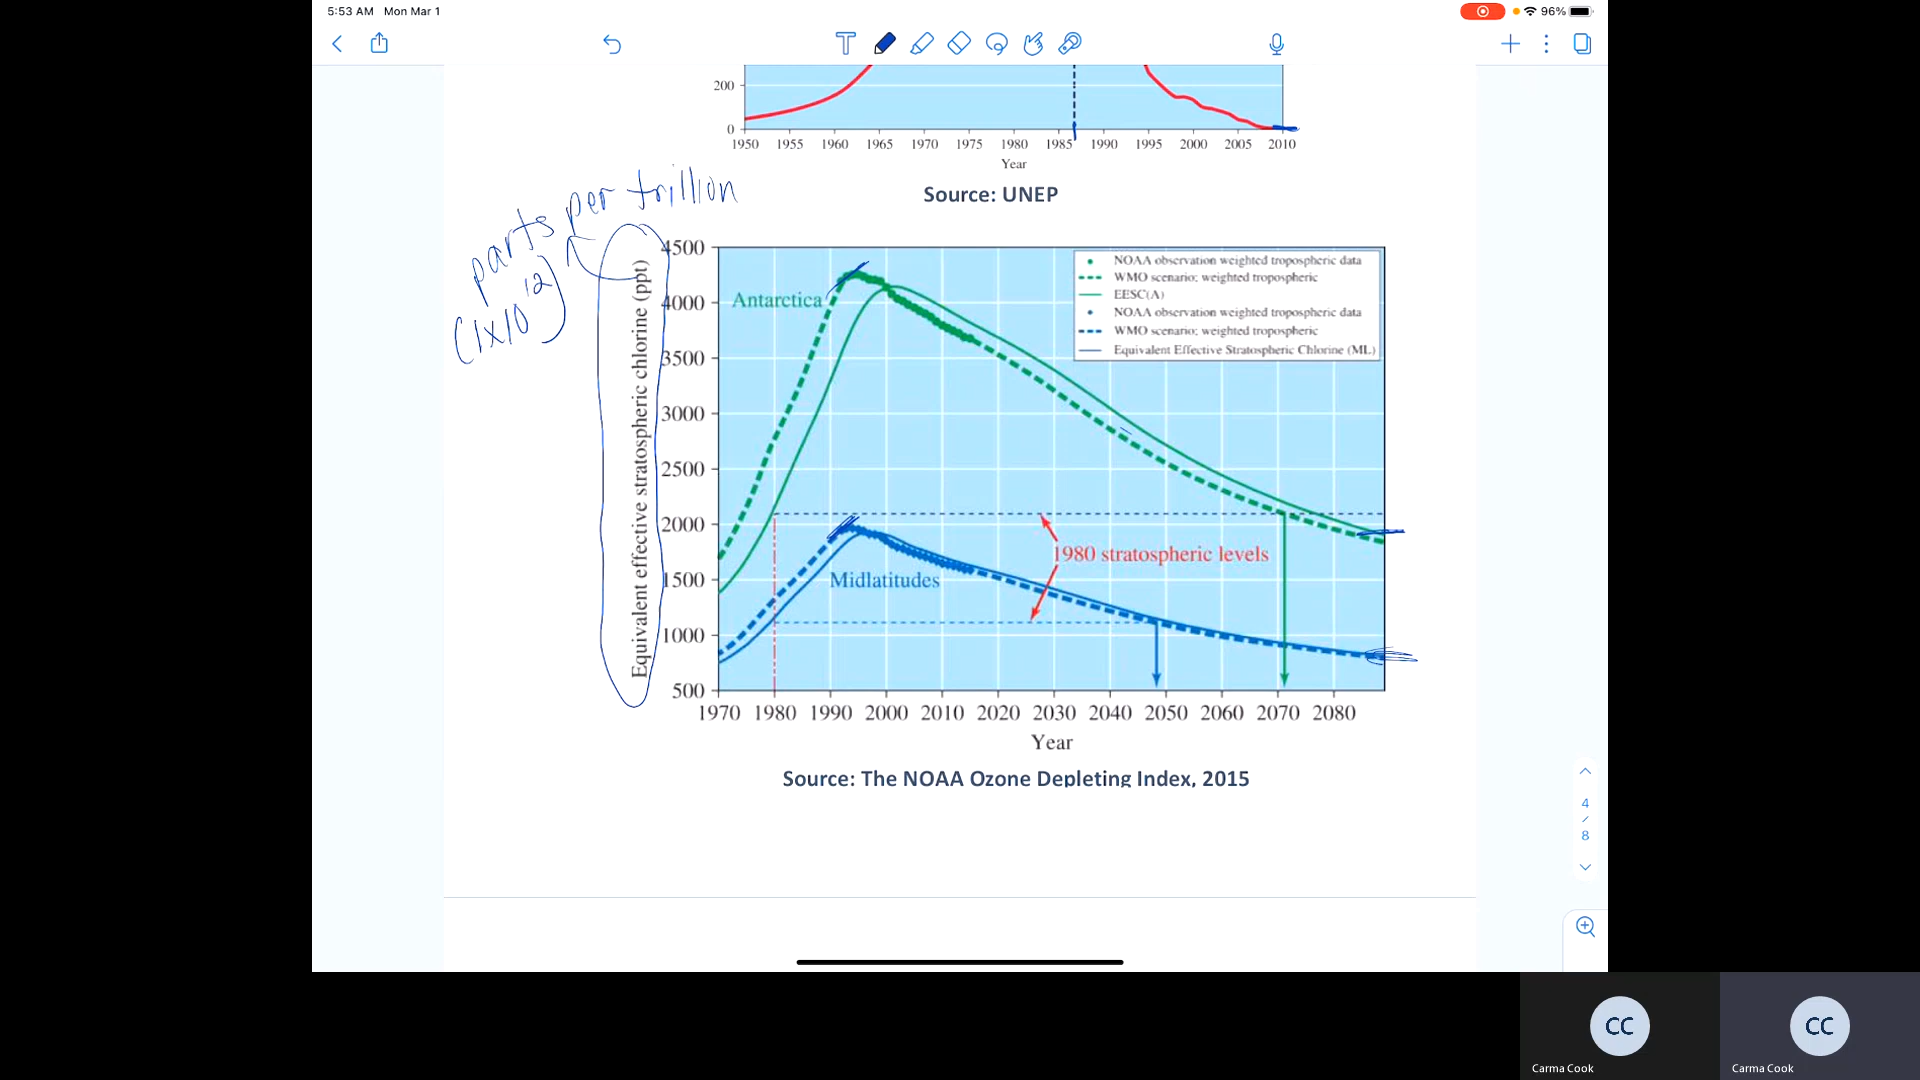 5:53 AM Mon Mar 1
96%
T
200
0
1950 1955 1960 1965 1970 1975 1980 1985 1990 1995 2000 2005 2010
Year
Source: UNEP
parts per trillion
(1x10^12)
Equivalent effective stratospheric chlorine (ppt)
4500
4000
3500
3000
2500
2000
1500
1000
500
Antarctica
NOAA observation weighted tropospheric data
WMO scenario; weighted tropospheric
EESC(A)
NOAA observation weighted tropospheric data
WMO scenario; weighted tropospheric
Equivalent Effective Stratospheric Chlorine (ML)
1980 stratospheric levels
Midlatitudes
1970 1980 1990 2000 2010 2020 2030 2040 2050 2060 2070 2080
Year
Source: The NOAA Ozone Depleting Index, 2015
4
/
8
CC
Carma Cook
CC
Carma Cook